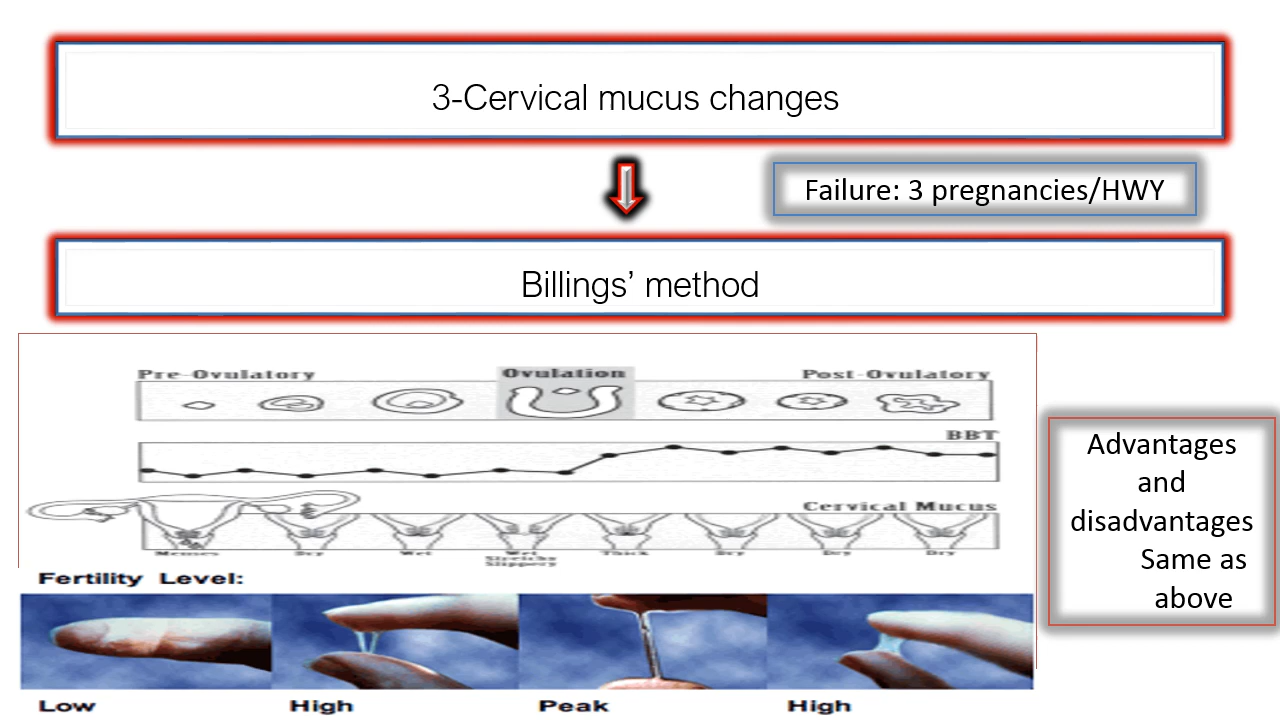 3-Cervical mucus changes
Failure: 3 pregnancies/HWY
Billings’ method
Pre-Ovulatory
Ovulation
Post-Ovulatory
BBT
Cervical Mucus
Menses
Dry
Wet
Wet
Stretchy
Slippery
Thick
Dry
Dry
Dry
Advantages
and
disadvantages
Same as
above
Fertility Level:
Low
High
Peak
High